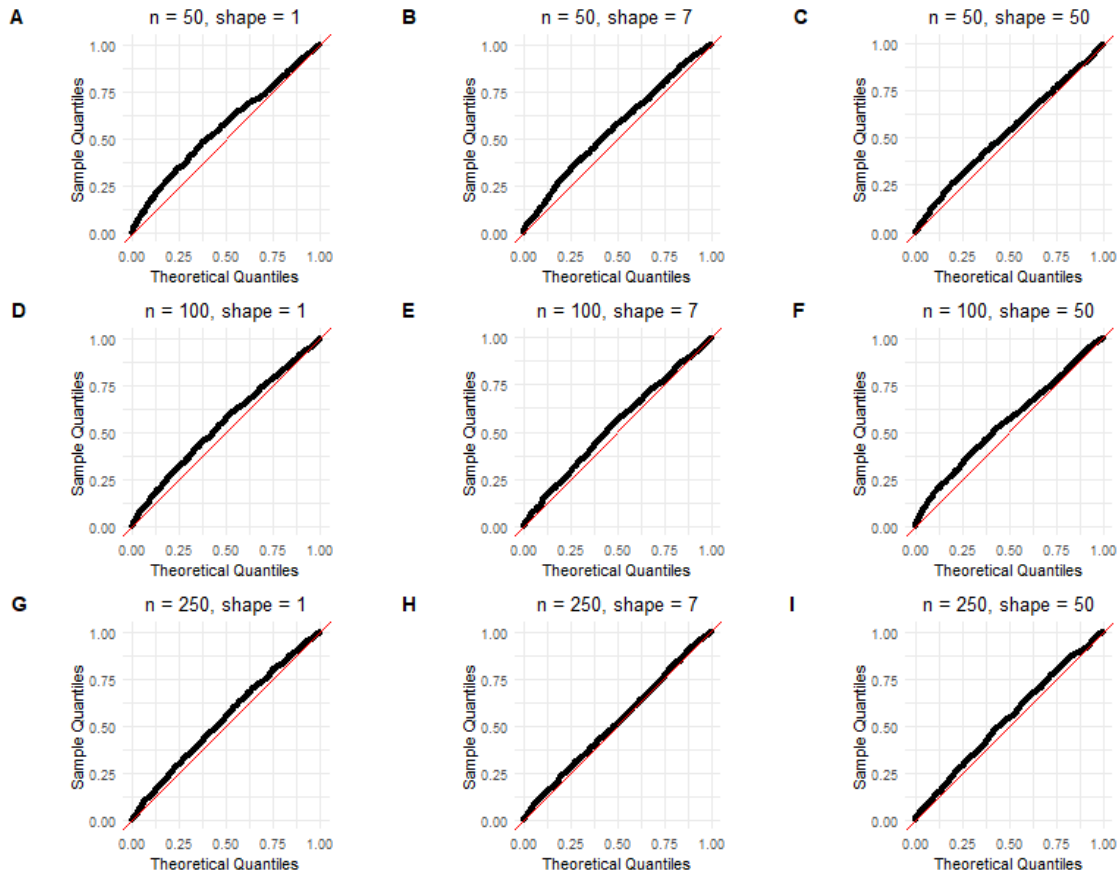 A n = 50, shape = 1
B n = 50, shape = 7
C n = 50, shape = 50
Sample Quantiles
1.00
0.75
0.50
0.25
0.00
0.00 0.25 0.50 0.75 1.00
Theoretical Quantiles
Sample Quantiles
1.00
0.75
0.50
0.25
0.00
0.00 0.25 0.50 0.75 1.00
Theoretical Quantiles
Sample Quantiles
1.00
0.75
0.50
0.25
0.00
0.00 0.25 0.50 0.75 1.00
Theoretical Quantiles
D n = 100, shape = 1
E n = 100, shape = 7
F n = 100, shape = 50
Sample Quantiles
1.00
0.75
0.50
0.25
0.00
0.00 0.25 0.50 0.75 1.00
Theoretical Quantiles
Sample Quantiles
1.00
0.75
0.50
0.25
0.00
0.00 0.25 0.50 0.75 1.00
Theoretical Quantiles
Sample Quantiles
1.00
0.75
0.50
0.25
0.00
0.00 0.25 0.50 0.75 1.00
Theoretical Quantiles
G n = 250, shape = 1
H n = 250, shape = 7
I n = 250, shape = 50
Sample Quantiles
1.00
0.75
0.50
0.25
0.00
0.00 0.25 0.50 0.75 1.00
Theoretical Quantiles
Sample Quantiles
1.00
0.75
0.50
0.25
0.00
0.00 0.25 0.50 0.75 1.00
Theoretical Quantiles
Sample Quantiles
1.00
0.75
0.50
0.25
0.00
0.00 0.25 0.50 0.75 1.00
Theoretical Quantiles